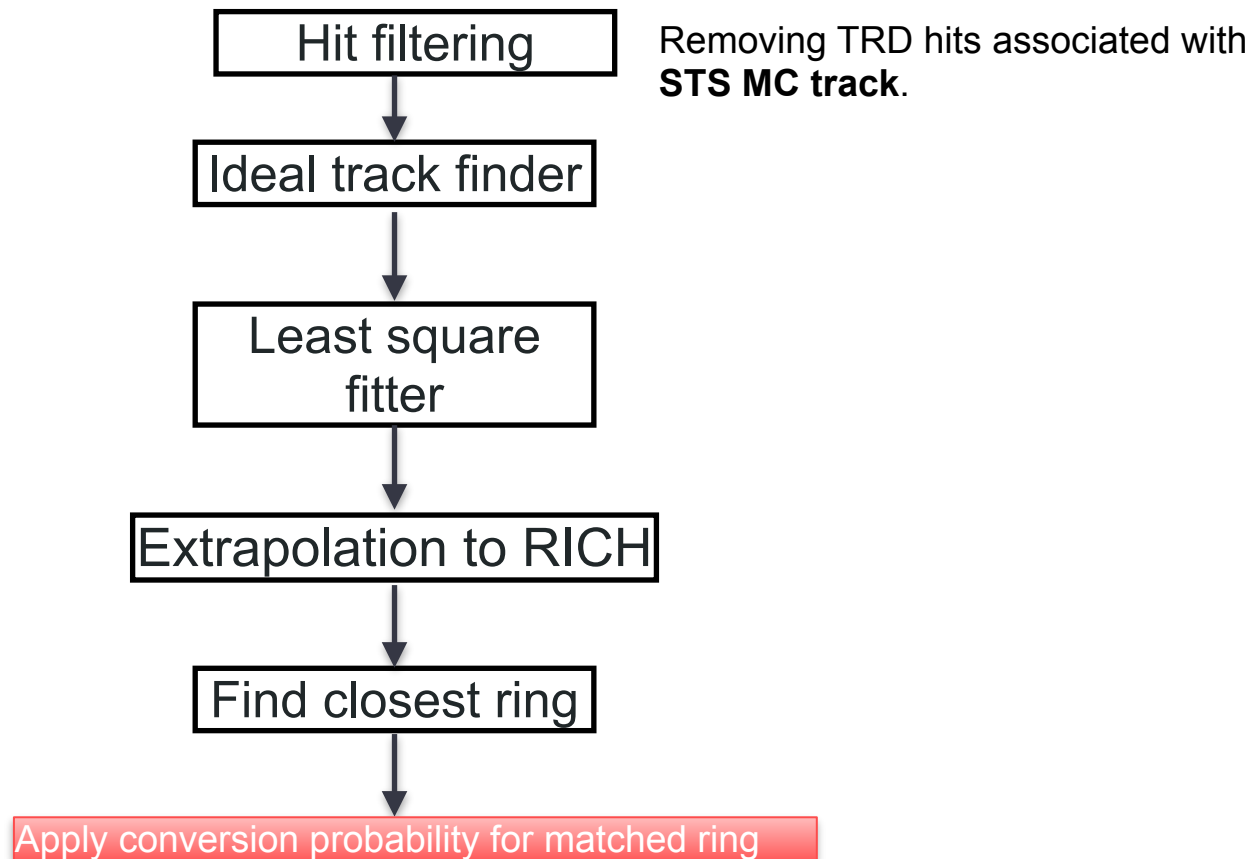 Hit filtering
Removing TRD hits associated with
STS MC track.
Ideal track finder
Least square
fitter
Extrapolation to RICH
Find closest ring
Apply conversion probability for matched ring